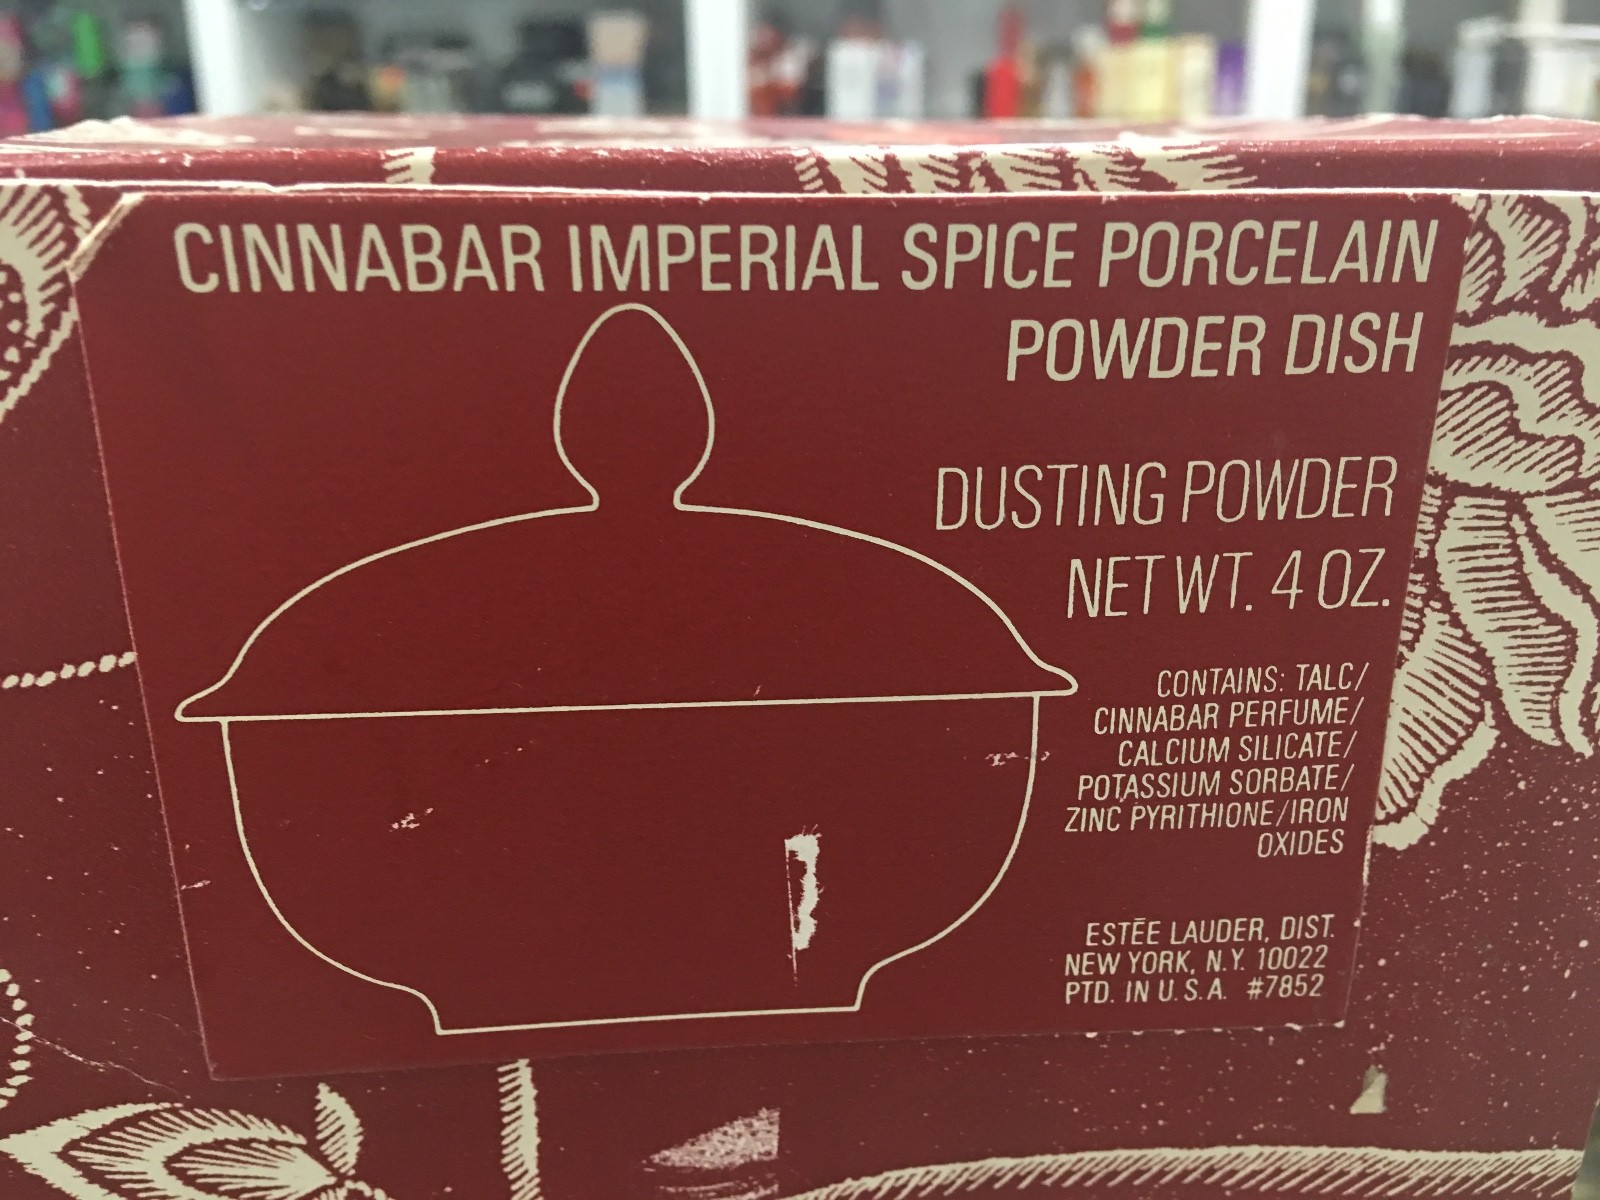 CINNABAR IMPERIAL SPICE PORCELAIN
POWDER DISH
DUSTING POWDER
NET WT. 4 OZ.
CONTAINS: TALC/
CINNABAR PERFUME/
CALCIUM SILICATE/
POTASSIUM SORBATE/
ZINC PYRITHIONE/IRON
OXIDES
ESTĒE LAUDER, DIST.
NEW YORK, N.Y. 10022
PTD. IN U.S.A. #7852